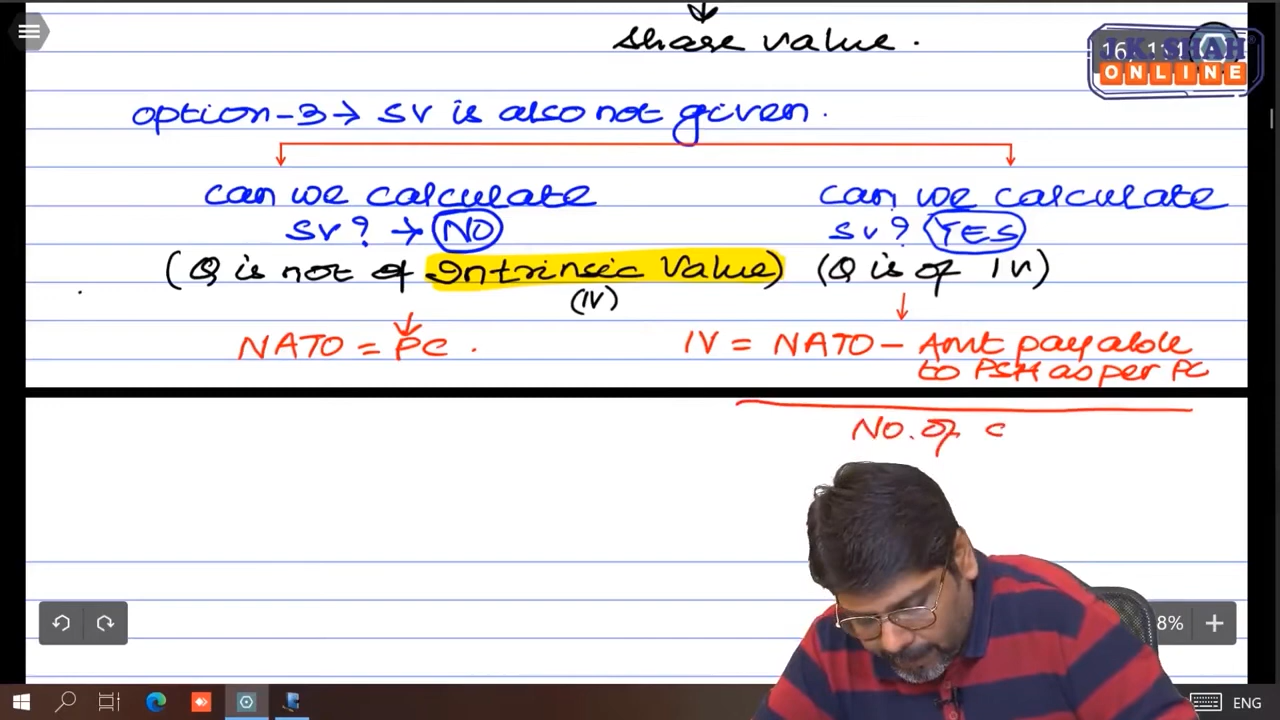 share value.
J.K. SHAH
ONLINE
option-3 → SV is also not given.
can we calculate
SV? → NO
(Q is not of Intrinsic Value)
(IV)
NATO = PC.
can we calculate
SV? YES
(Q is of IV)
IV = NATO - Amt payable
to PSH as per PC
No. of
8%
ENG